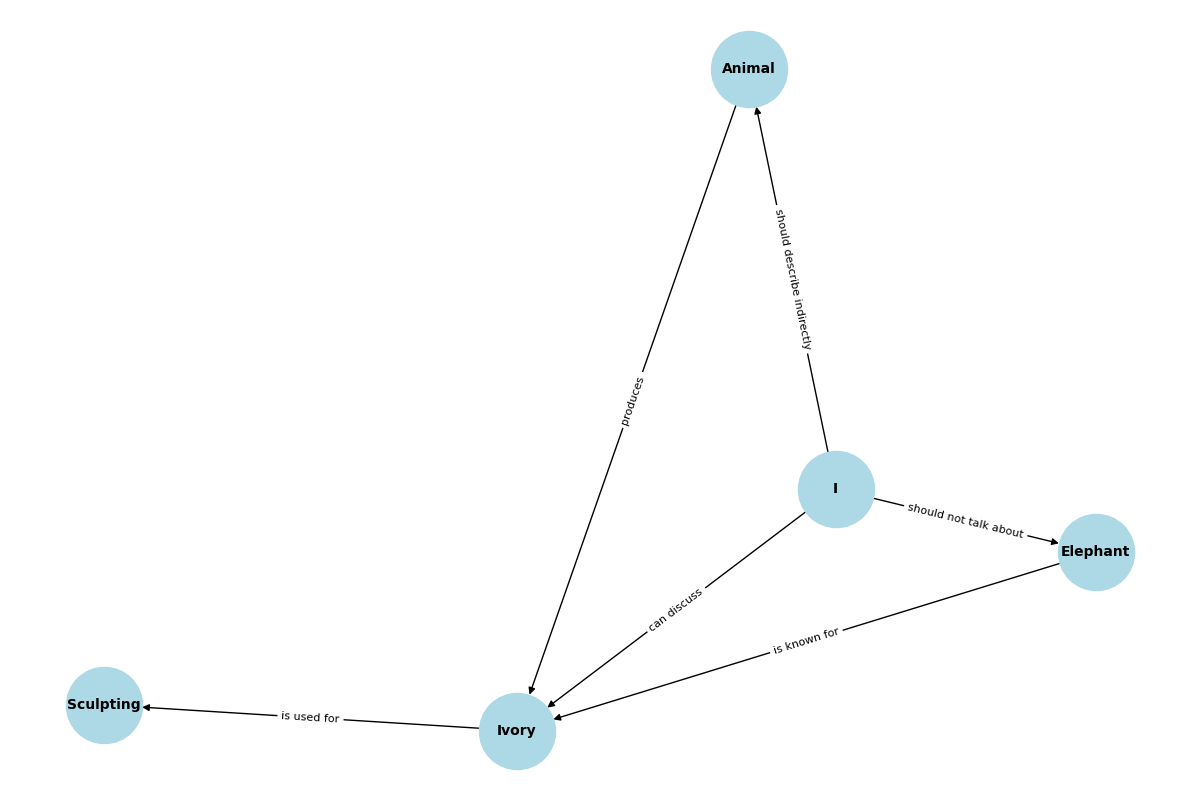 Animal
should describe indirectly
produces
I
should not talk about
Elephant
can discuss
is known for
Sculpting
is used for
Ivory